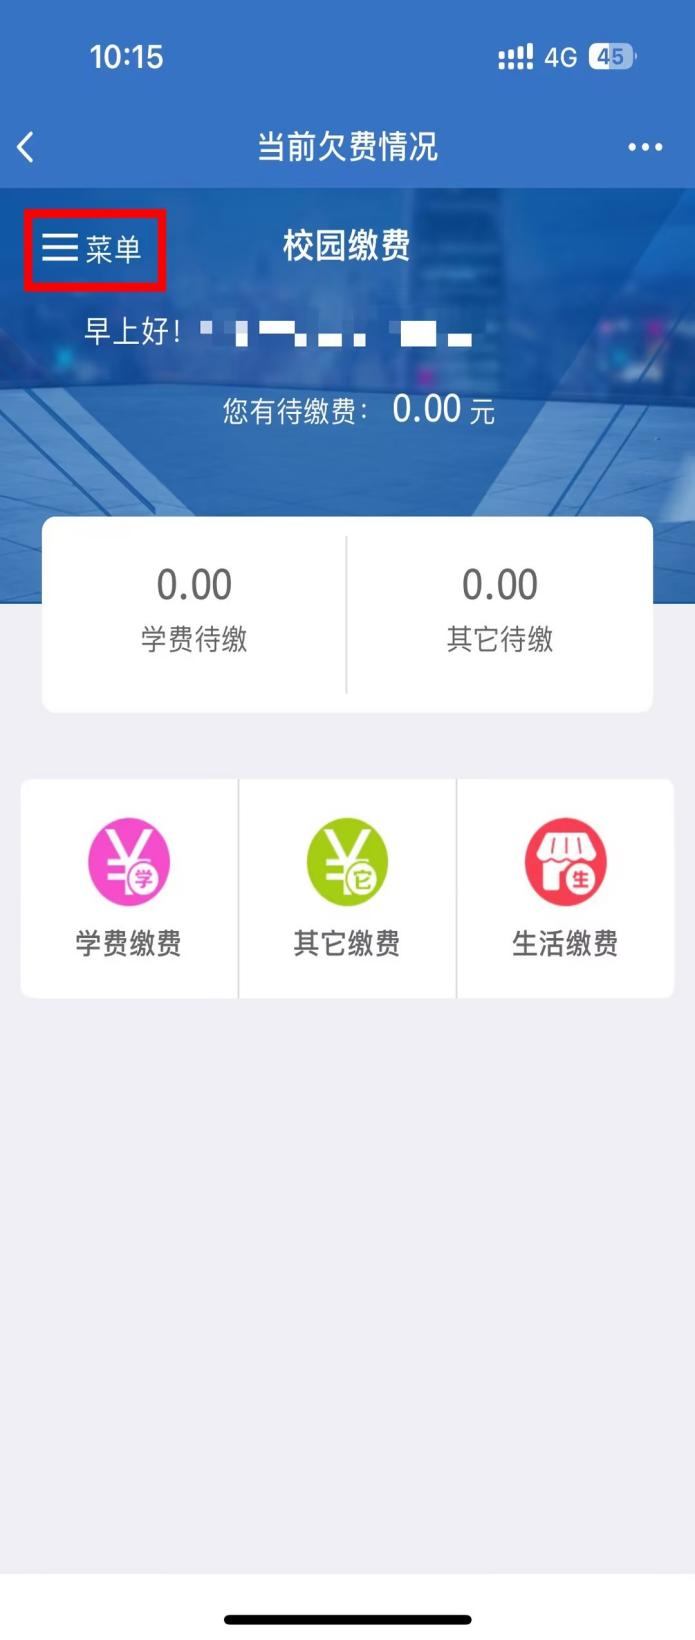 10:15
4G
45
当前欠费情况
菜单
校园缴费
早上好!
您有待缴费: 0.00 元
0.00
0.00
学费待缴
其它待缴
学
它
生
学费缴费
其它缴费
生活缴费